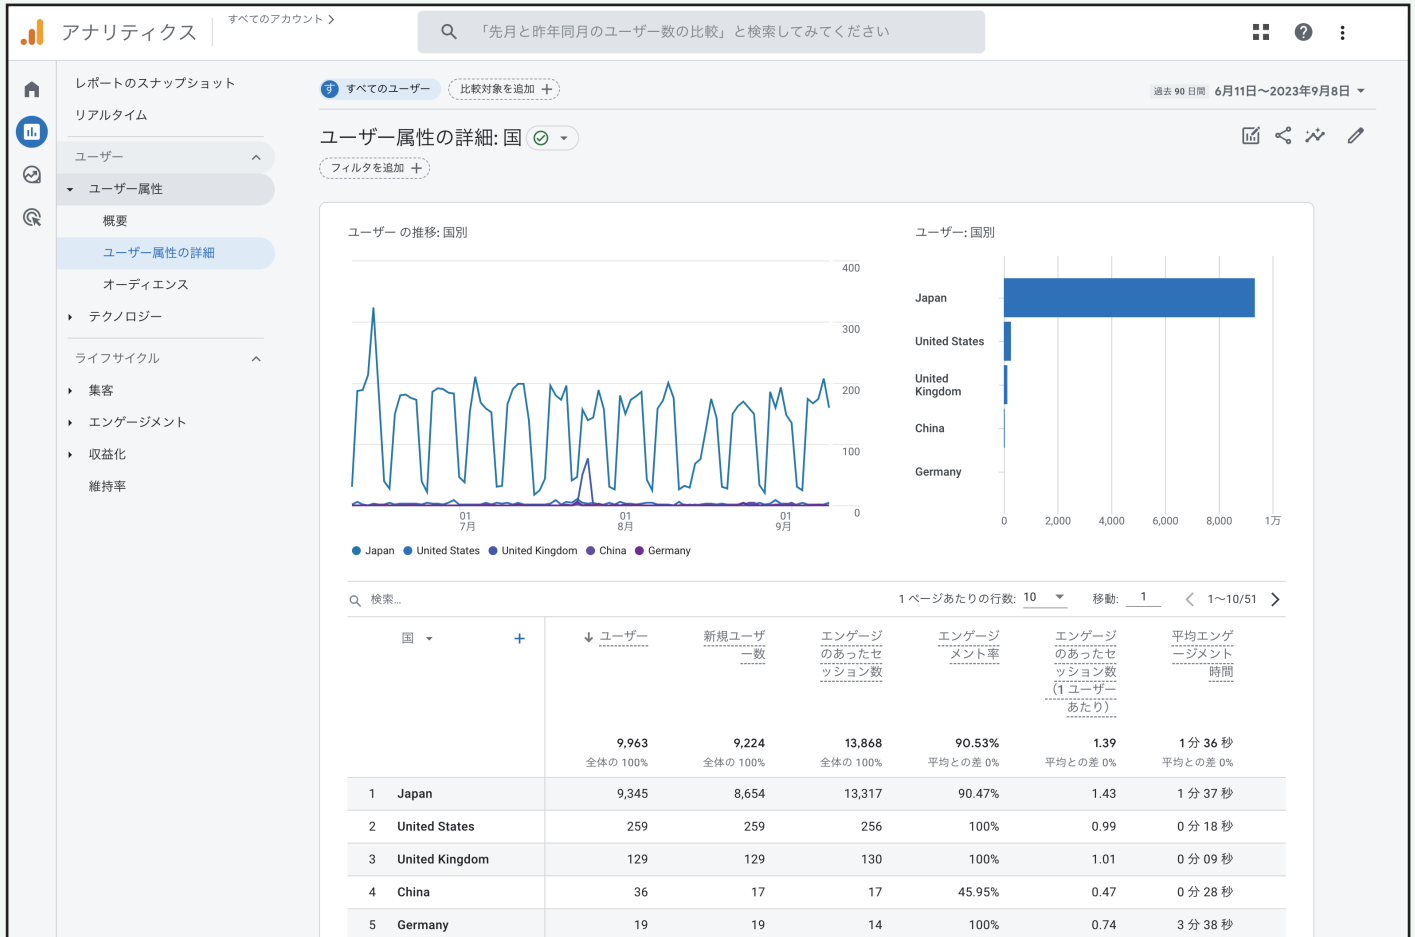 アナリティクス
すべてのアカウント
「先月と昨年同月のユーザー数の比較」と検索してみてください
レポートのスナップショット
リアルタイム
ユーザー
ユーザー属性
概要
ユーザー属性の詳細
オーディエンス
テクノロジー
ライフサイクル
集客
エンゲージメント
収益化
維持率
す すべてのユーザー
比較対象を追加 +
過去 90 日間 6月11日～2023年9月8日
ユーザー属性の詳細: 国
フィルタを追加 +
ユーザー の推移: 国別
400
300
200
100
0
01
7月
01
8月
01
9月
Japan United States United Kingdom China Germany
ユーザー: 国別
Japan
United States
United
Kingdom
China
Germany
0 2,000 4,000 6,000 8,000 1万
検索...
1 ページあたりの行数: 10
移動: 1
1～10/51
国
+
↓ ユーザー
新規ユーザ
ー数
エンゲージ
のあったセ
ッション数
エンゲージ
メント率
エンゲージ
のあったセ
ッション数
（1 ユーザー
あたり）
平均エンゲ
ージメント
時間
9,963 9,224 13,868 90.53% 1.39 1 分 36 秒
全体の 100% 全体の 100% 全体の 100% 平均との差 0% 平均との差 0% 平均との差 0%
1 Japan 9,345 8,654 13,317 90.47% 1.43 1 分 37 秒
2 United States 259 259 256 100% 0.99 0 分 18 秒
3 United Kingdom 129 129 130 100% 1.01 0 分 09 秒
4 China 36 17 17 45.95% 0.47 0 分 28 秒
5 Germany 19 19 14 100% 0.74 3 分 38 秒